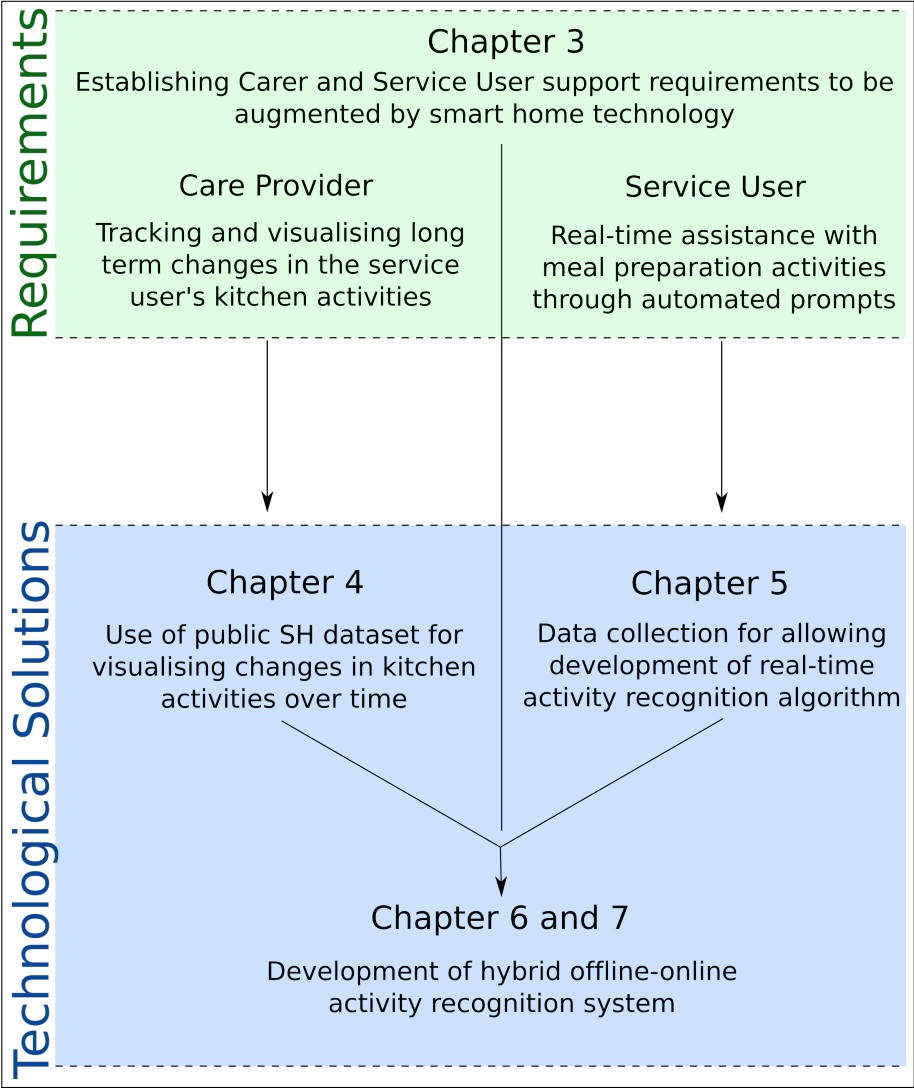 Requirements
Chapter 3
Establishing Carer and Service User support requirements to be
augmented by smart home technology
Care Provider
Tracking and visualising long
term changes in the service
user's kitchen activities
Service User
Real-time assistance with
meal preparation activities
through automated prompts
Technological Solutions
Chapter 4
Use of public SH dataset for
visualising changes in kitchen
activities over time
Chapter 5
Data collection for allowing
development of real-time
activity recognition algorithm
Chapter 6 and 7
Development of hybrid offline-online
activity recognition system